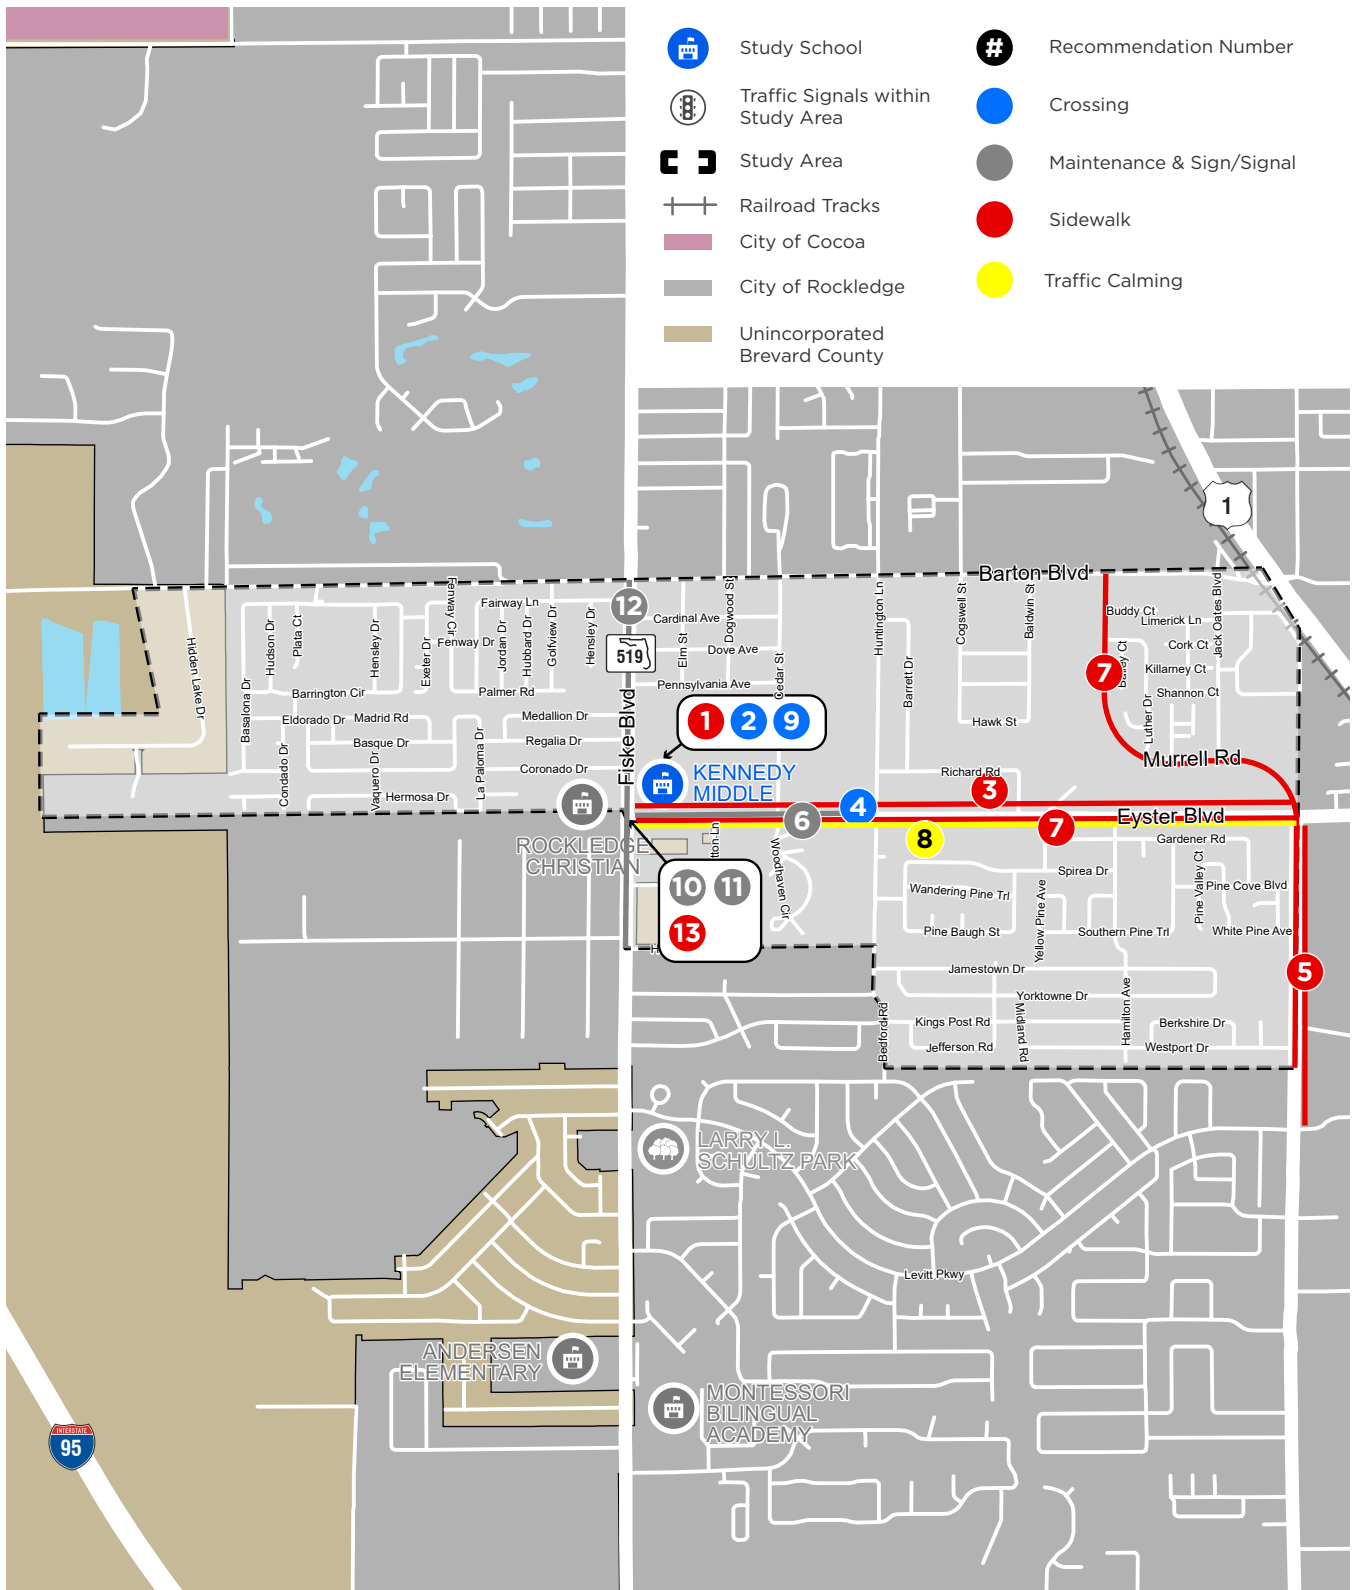 Study School
Traffic Signals within
Study Area
Study Area
Railroad Tracks
City of Cocoa
City of Rockledge
Unincorporated
Brevard County
#
Recommendation Number
Crossing
Maintenance & Sign/Signal
Sidewalk
Traffic Calming
1
Barton Blvd
Fairway Ln
Fenway Cir
Fenway Dr
Hudson Dr
Plata Ct
Hensley Dr
Exeter Dr
Jordan Dr
Hubbard Dr
Golfview Dr
Hensley Dr
12
519
Cardinal Ave
Elm St
Dogwood St
Dove Ave
Pennsylvania Ave
Cedar St
Huntington Ln
Barrett Dr
Cogswell St
Baldwin St
Buddy Ct
Limerick Ln
Jack Oates Blvd
Cork Ct
Killarney Ct
Shannon Ct
Luther Dr
7
Hidden Lake Dr
Basalona Dr
Barrington Cir
Palmer Rd
Eldorado Dr
Madrid Rd
Medallion Dr
Basque Dr
Regalia Dr
Condado Dr
Vaquero Dr
La Paloma Dr
Coronado Dr
Hermosa Dr
Fiske Blvd
1
2
9
Hawk St
Murrell Rd
Richard Rd
KENNEDY
MIDDLE
3
4
6
7
8
Eyster Blvd
Gardener Rd
ROCKLEDGE
CHRISTIAN
10
11
13
Woodhaven Cir
Spirea Dr
Wandering Pine Trl
Yellow Pine Ave
Pine Valley Ct
Pine Cove Blvd
Pine Baugh St
Southern Pine Trl
White Pine Ave
5
Jamestown Dr
Yorktowne Dr
Hamilton Ave
Bedford Rd
Kings Post Rd
Midland Rd
Berkshire Dr
Jefferson Rd
Westport Dr
LARRY L.
SCHULTZ PARK
Levitt Pkwy
ANDERSEN
ELEMENTARY
MONTESSORI
BILINGUAL
ACADEMY
INTERSTATE
95